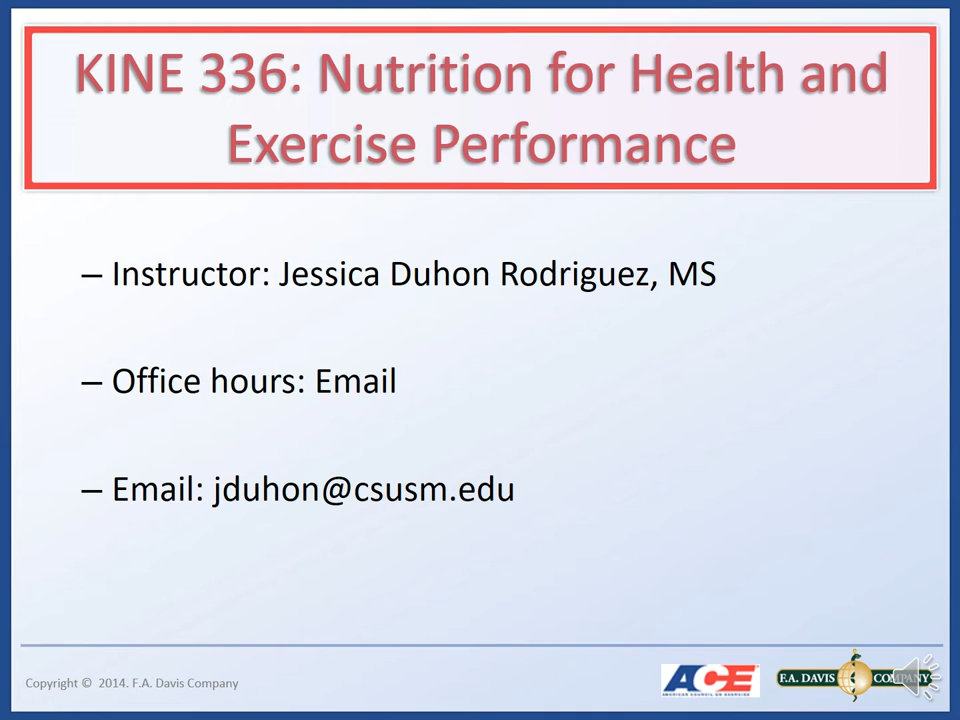 KINE 336: Nutrition for Health and
Exercise Performance
– Instructor: Jessica Duhon Rodriguez, MS
– Office hours: Email
– Email: jduhon@csusm.edu
Copyright © 2014. F.A. Davis Company
ACE
AMERICAN COUNCIL ON EXERCISE
F.A. DAVIS COMPANY